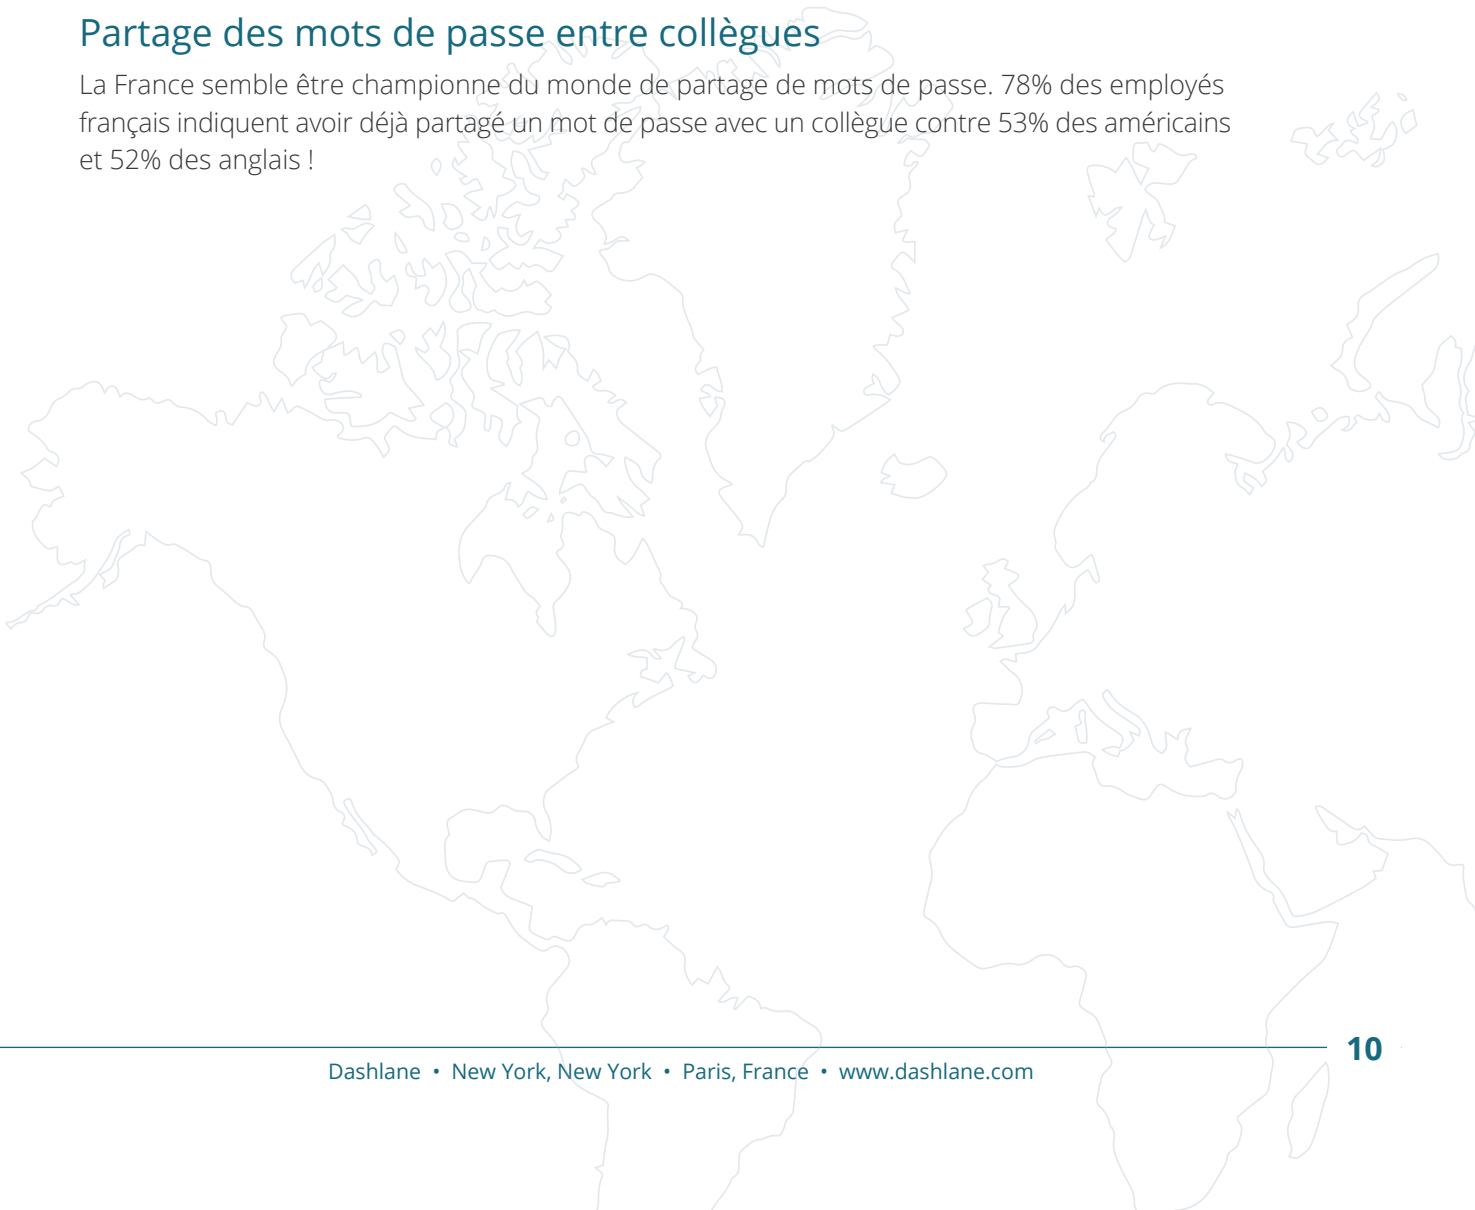 Partage des mots de passe entre collègues
La France semble être championne du monde de partage de mots de passe. 78% des employés
français indiquent avoir déjà partagé un mot de passe avec un collègue contre 53% des américains
et 52% des anglais !
10
Dashlane • New York, New York • Paris, France • www.dashlane.com